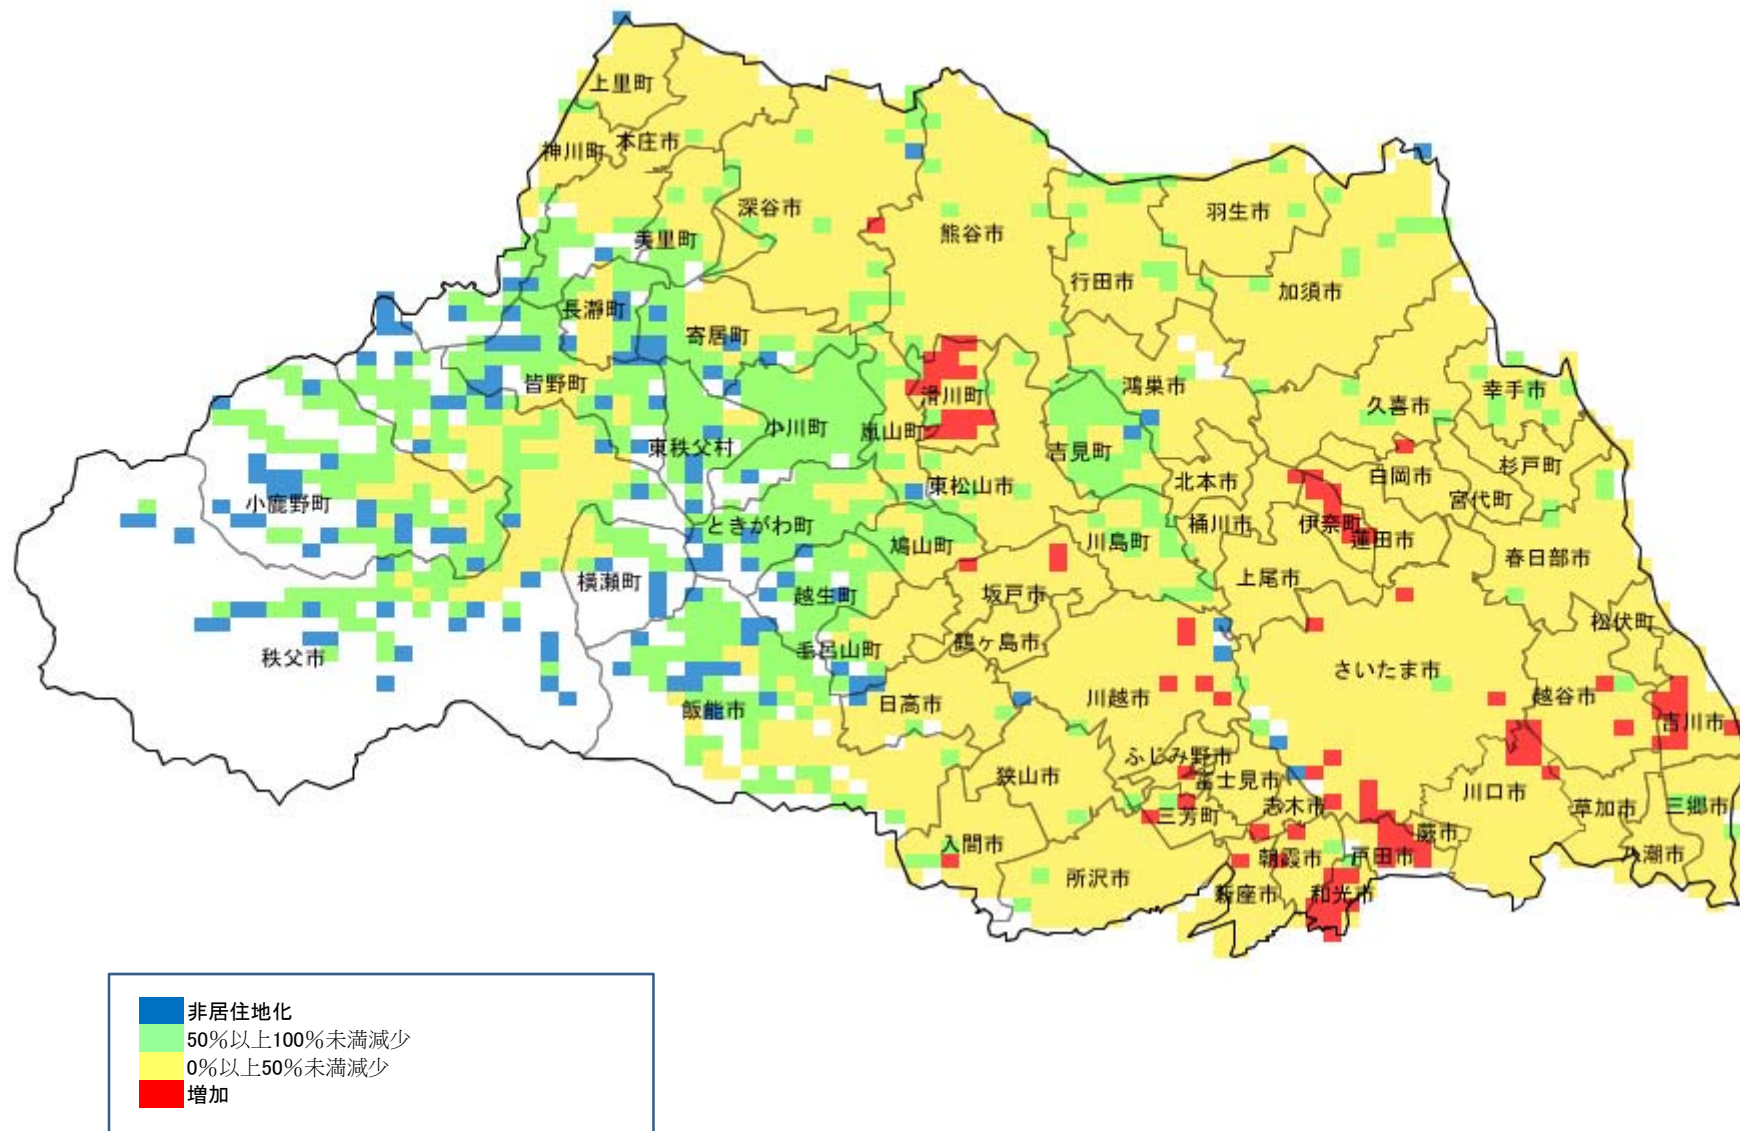 上里町
本庄市
神川町
深谷市
羽生市
美里町
熊谷市
行田市
加須市
長瀞町
寄居町
皆野町
滑川町
鴻巣市
幸手市
久喜市
小川町
嵐山町
東秩父村
吉見町
杉戸町
白岡市
北本市
東松山市
宮代町
小鹿野町
ときがわ町
桶川市
伊奈町
蓮田市
鳩山町
川島町
春日部市
上尾市
横瀬町
越生町
坂戸市
松伏町
毛呂山町
鶴ヶ島市
秩父市
さいたま市
日高市
川越市
越谷市
飯能市
吉川市
ふじみ野市
狭山市
富士見市
川口市
志木市
草加市
三郷市
三芳町
蕨市
入間市
朝霞市
戸田市
八潮市
所沢市
新座市
和光市
非居住地化
50%以上100%未満減少
0%以上50%未満減少
増加